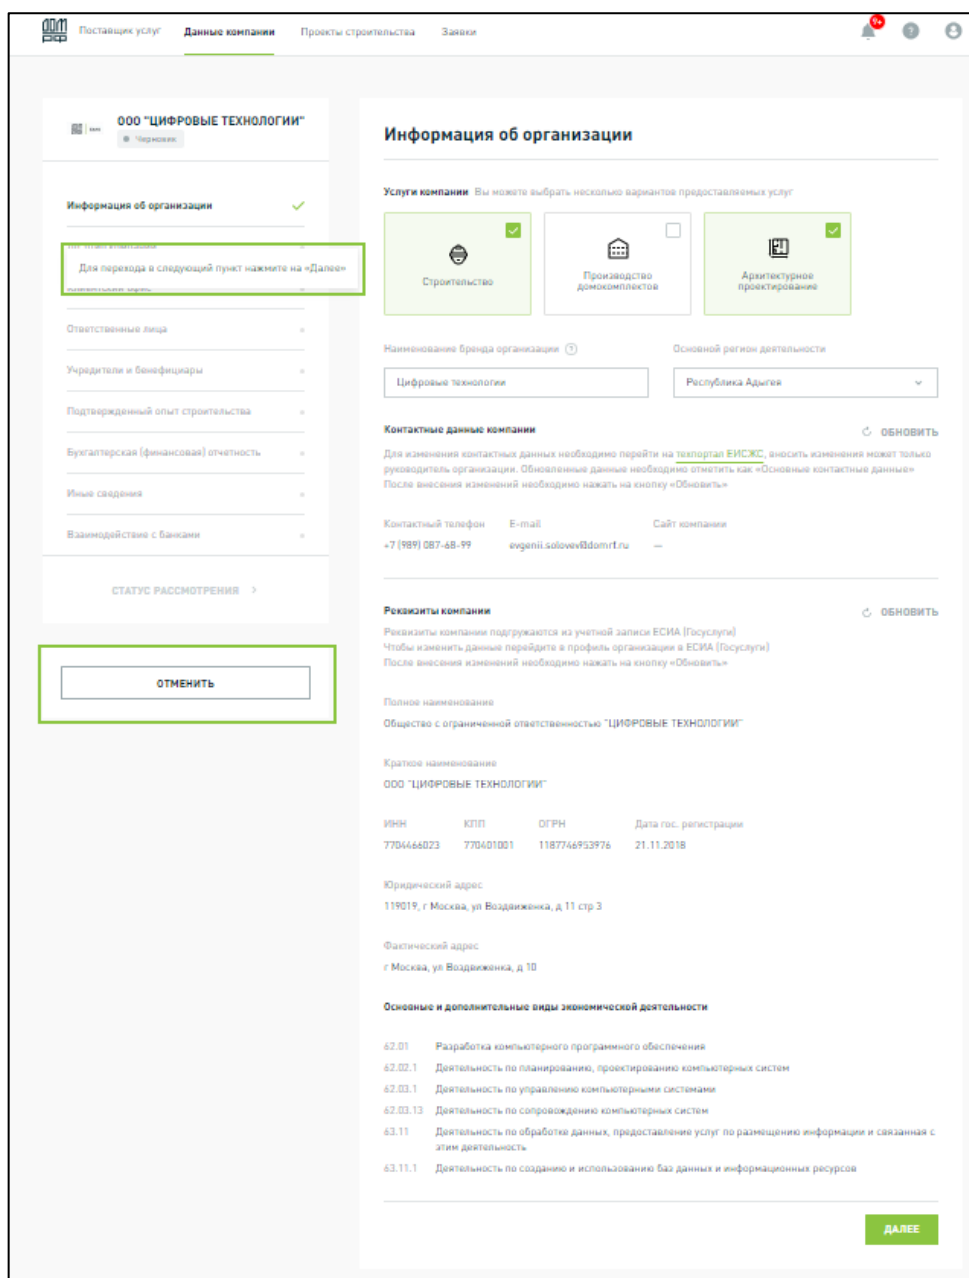 ДОМ РФ Поставщик услуг Данные компании Проекты строительства Заявки 9+
ООО "ЦИФРОВЫЕ ТЕХНОЛОГИИ"
Черновик
Информация об организации
Для перехода в следующий пункт нажмите на «Далее»
Клиентский офис
Ответственные лица
Учредители и бенефициары
Подтвержденный опыт строительства
Бухгалтерская (финансовая) отчетность
Иные сведения
Взаимодействие с банками
СТАТУС РАССМОТРЕНИЯ >
ОТМЕНИТЬ
Информация об организации
Услуги компании Вы можете выбрать несколько вариантов предоставляемых услуг
Строительство
Производство
домокомплектов
Архитектурное
проектирование
Наименование бренда организации ? Основной регион деятельности
Цифровые технологии Республика Адыгея
Контактные данные компании ОБНОВИТЬ
Для изменения контактных данных необходимо перейти на техпортал ЕИСЖС, вносить изменения может только
руководитель организации. Обновленные данные необходимо отметить как «Основные контактные данные»
После внесения изменений необходимо нажать на кнопку «Обновить»
Контактный телефон E-mail Сайт компании
+7 (989) 087-68-99 evgenii.solovev@domrf.ru —
Реквизиты компании ОБНОВИТЬ
Реквизиты компании подгружаются из учетной записи ЕСИА (Госуслуги)
Чтобы изменить данные перейдите в профиль организации в ЕСИА (Госуслуги)
После внесения изменений необходимо нажать на кнопку «Обновить»
Полное наименование
Общество с ограниченной ответственностью "ЦИФРОВЫЕ ТЕХНОЛОГИИ"
Краткое наименование
ООО "ЦИФРОВЫЕ ТЕХНОЛОГИИ"
ИНН КПП ОГРН Дата гос. регистрации
7704466023 770401001 1187746953976 21.11.2018
Юридический адрес
119019, г Москва, ул Воздвиженка, д 11 стр 3
Фактический адрес
г Москва, ул Воздвиженка, д 10
Основные и дополнительные виды экономической деятельности
62.01 Разработка компьютерного программного обеспечения
62.02.1 Деятельность по планированию, проектированию компьютерных систем
62.03.1 Деятельность по управлению компьютерными системами
62.03.13 Деятельность по сопровождению компьютерных систем
63.11 Деятельность по обработке данных, предоставление услуг по размещению информации и связанная с
этим деятельность
63.11.1 Деятельность по созданию и использованию баз данных и информационных ресурсов
ДАЛЕЕ